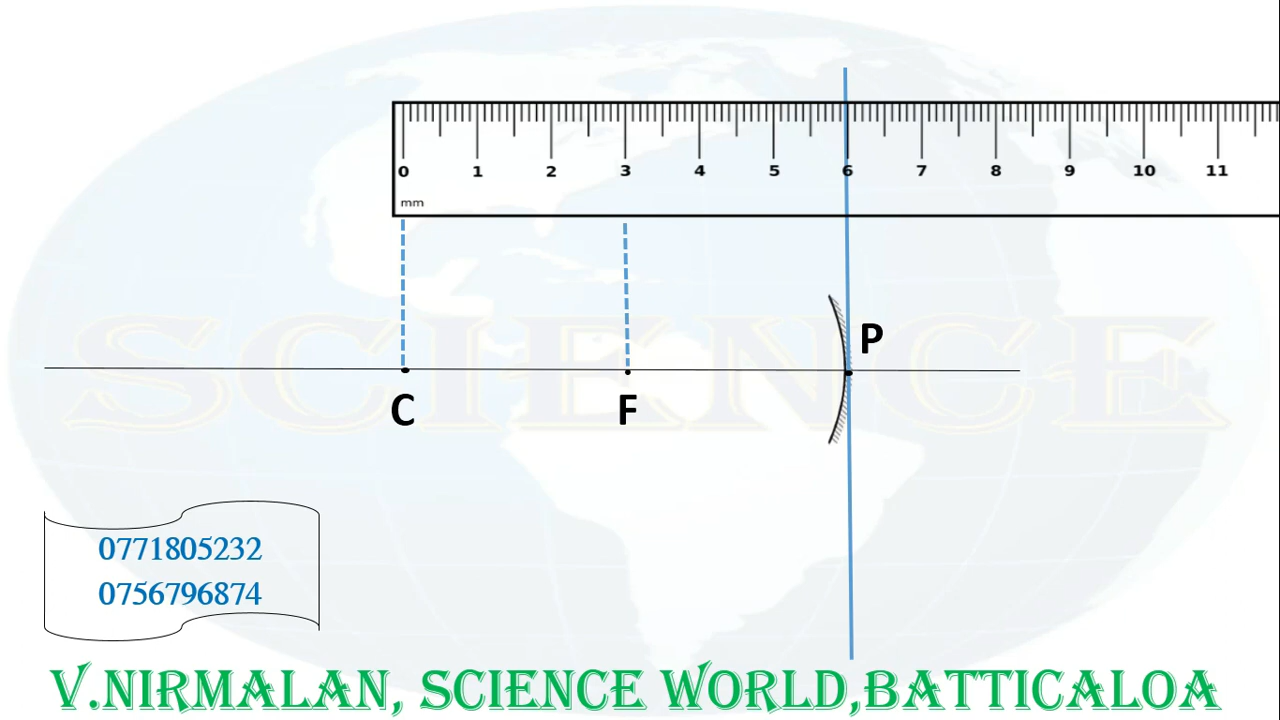 0 1 2 3 4 5 6 7 8 9 10 11
mm
P
C F
SCIENCE
0771805232
0756796874
V.NIRMALAN, SCIENCE WORLD,BATTICALOA